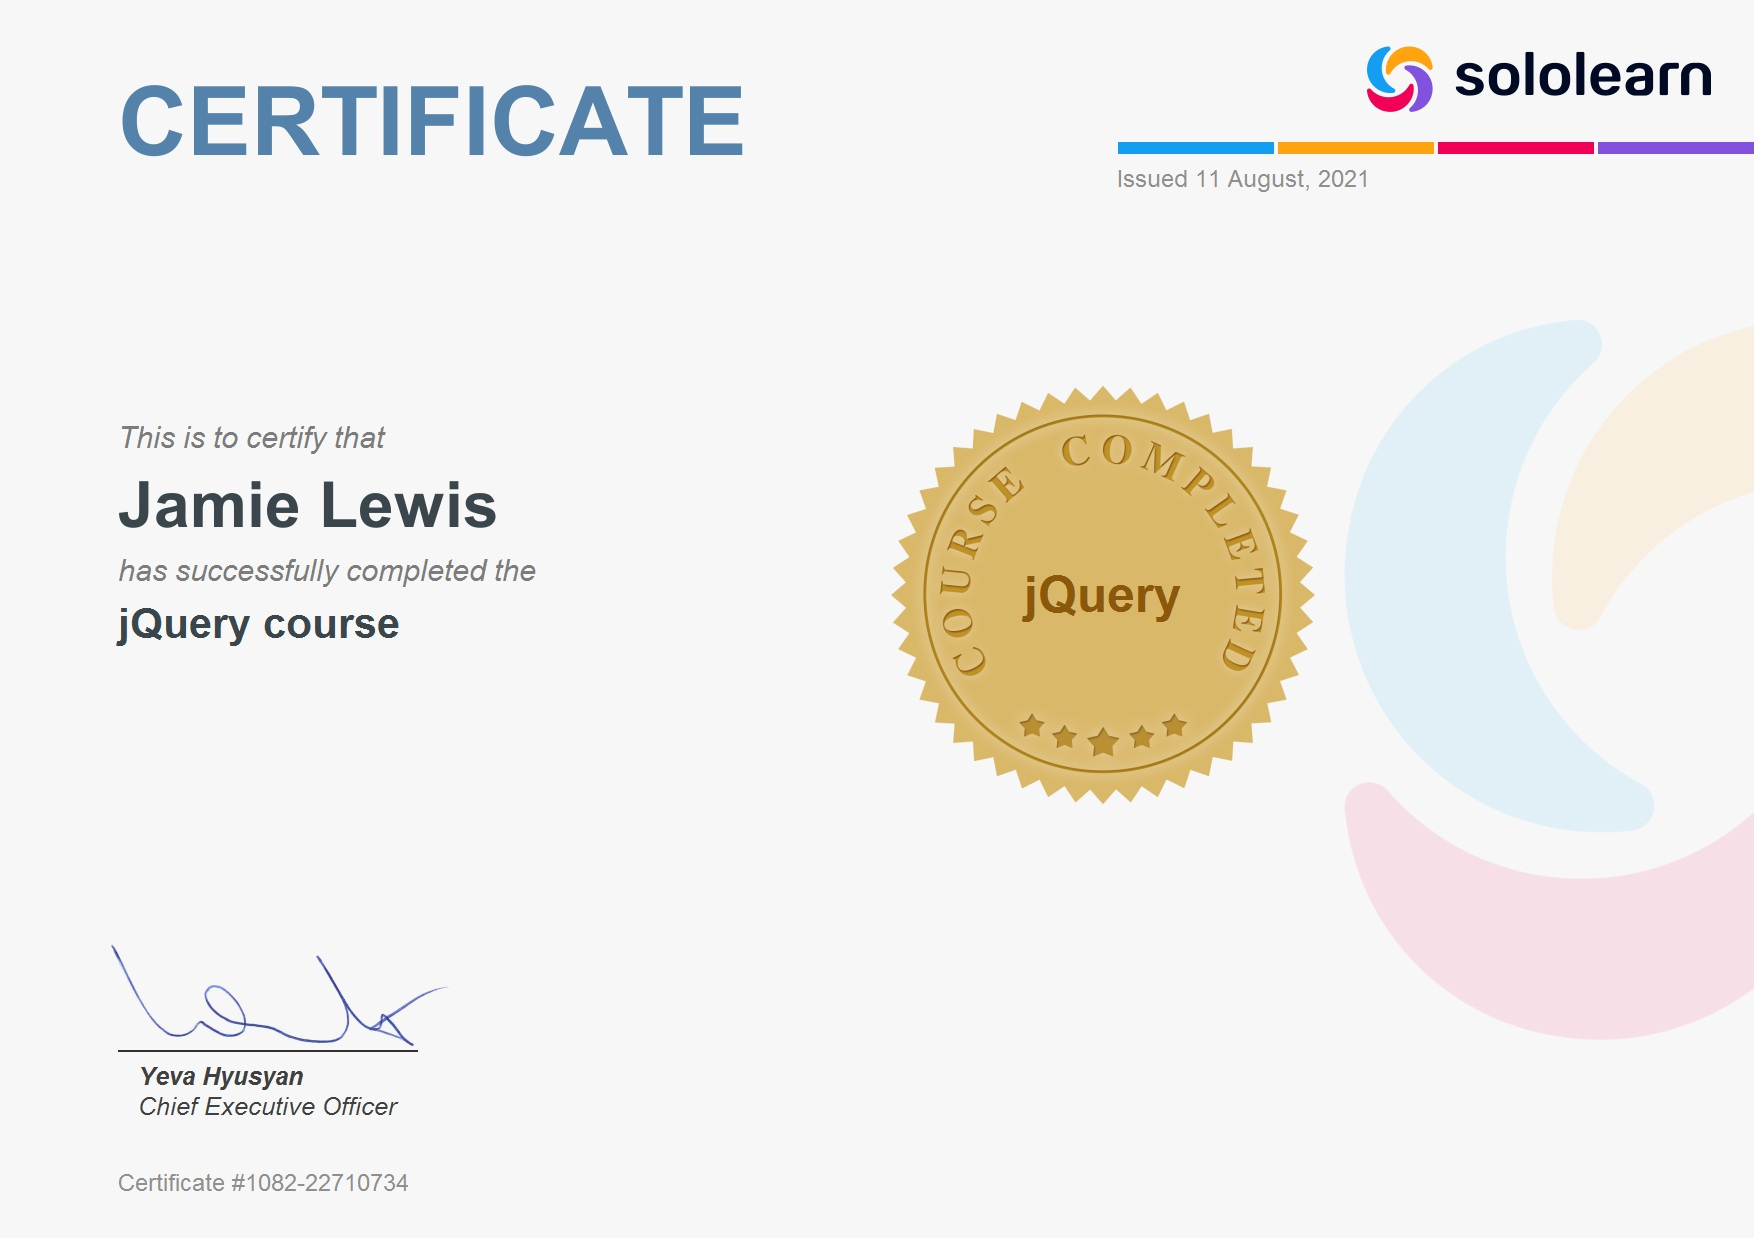 CERTIFICATE
sololearn
Issued 11 August, 2021
This is to certify that
Jamie Lewis
has successfully completed the
jQuery course
COURSE COMPLETED
jQuery
Yeva Hyusyan
Chief Executive Officer
Certificate #1082-22710734